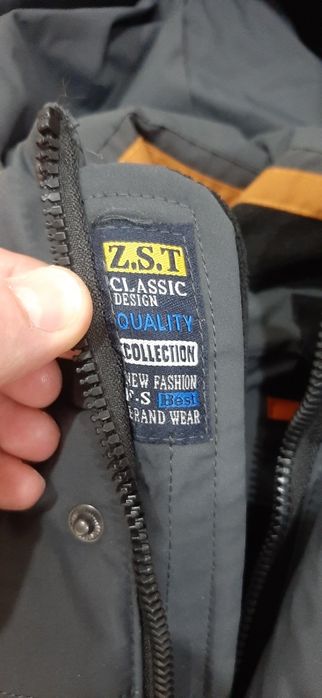 Z.S.T
CLASSIC
DESIGN
QUALITY
COLLECTION
NEW FASHION
F.S Best
BRAND WEAR